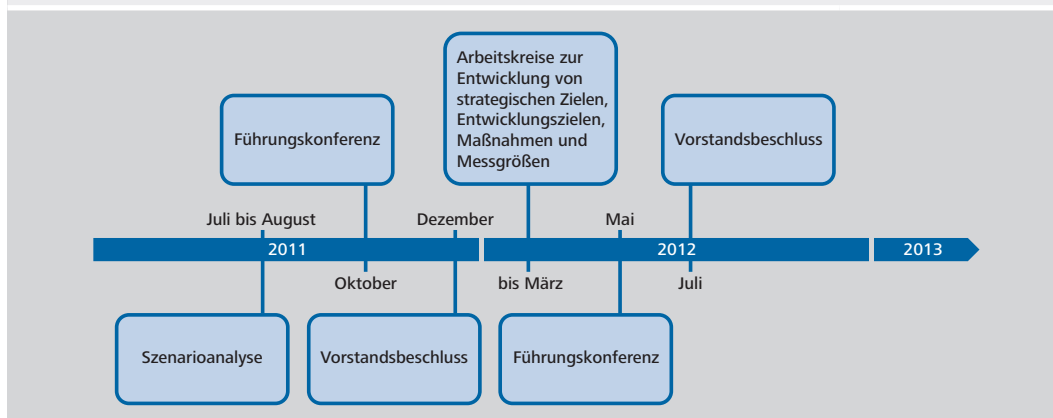 Arbeitskreise zur
Entwicklung von
strategischen Zielen,
Entwicklungszielen,
Maßnahmen und
Messgrößen
Führungskonferenz
Vorstandsbeschluss
Juli bis August
Dezember
Mai
2011
2012
2013
Oktober
bis März
Juli
Szenarioanalyse
Vorstandsbeschluss
Führungskonferenz